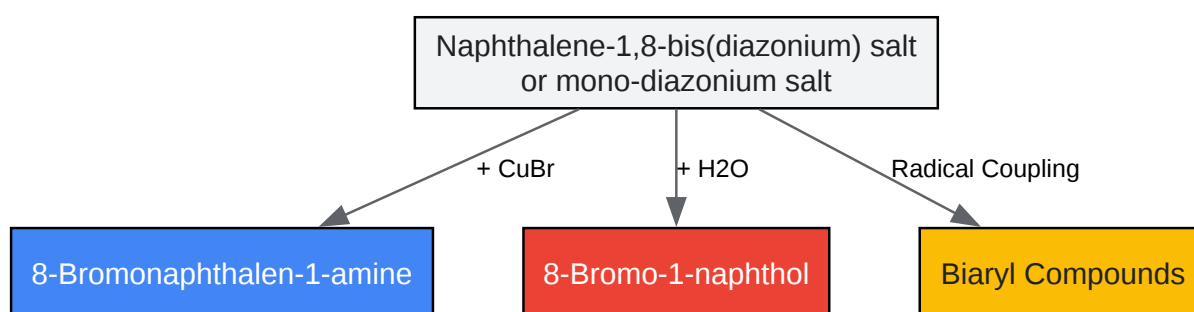 Naphthalene-1,8-bis(diazonium) salt
or mono-diazonium salt
+ CuBr
+ H2O
Radical Coupling
8-Bromonaphthalen-1-amine
8-Bromo-1-naphthol
Biaryl Compounds